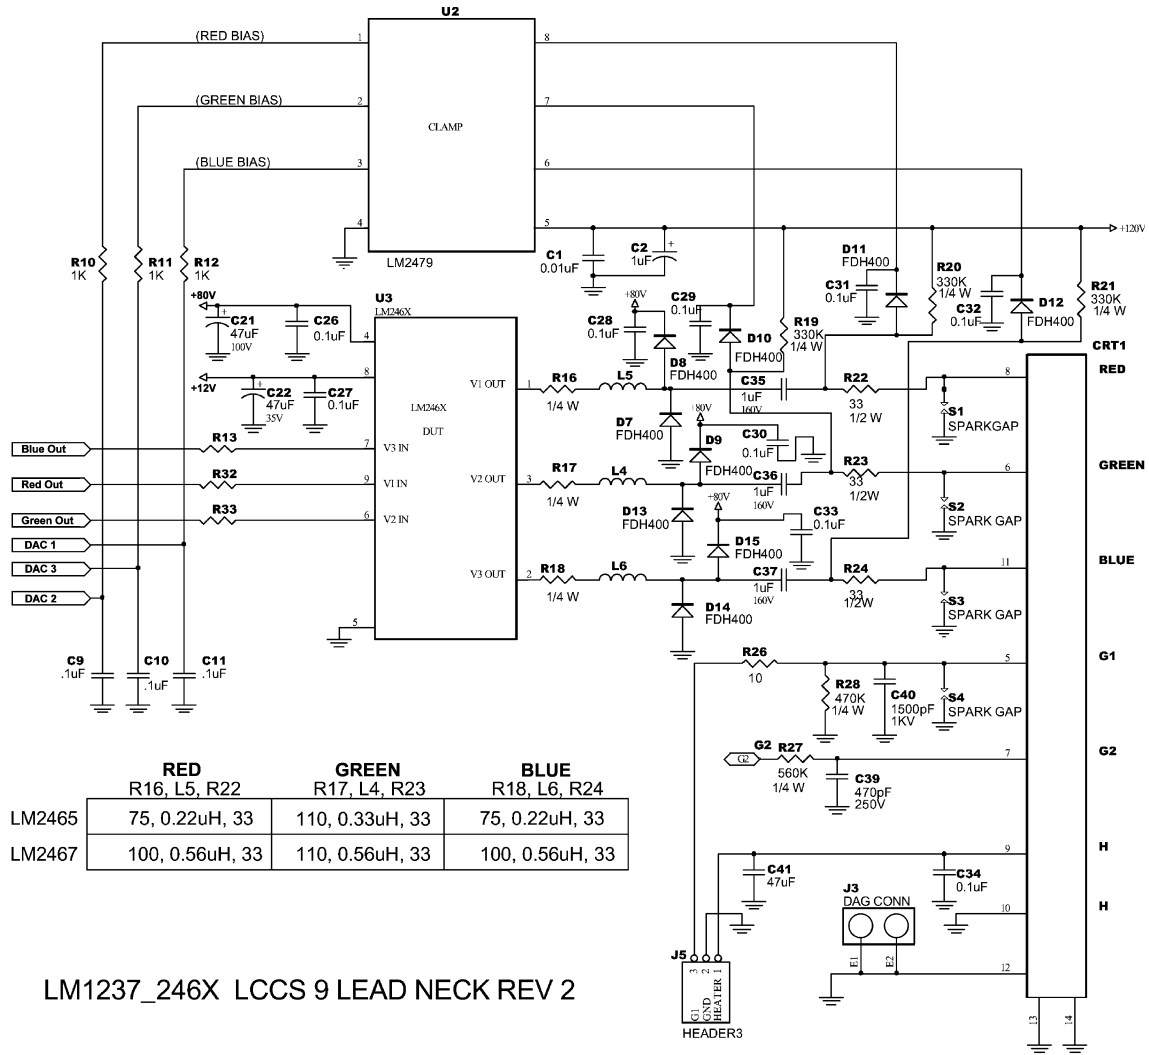 U2
(RED BIAS)
1
8
(GREEN BIAS)
2
7
CLAMP
(BLUE BIAS)
3
6
4
5
LM2479
+120V
R10
1K
R11
1K
R12
1K
C1
0.01uF
C2
1uF
+
D11
FDH400
C31
0.1uF
R20
330K
1/4 W
C32
0.1uF
D12
FDH400
R21
330K
1/4 W
+80V
C21
47uF
100V
+
C26
0.1uF
U3
LM246X
4
+12V
8
C22
47uF
35V
+
C27
0.1uF
LM246X
DUT
V1 OUT
1
V2 OUT
3
V3 OUT
2
V3 IN
7
V1 IN
9
V2 IN
6
5
+80V
C28
0.1uF
C29
0.1uF
D8
FDH400
D10
FDH400
R19
330K
1/4 W
R16
1/4 W
L5
C35
1uF
160V
R22
33
1/2 W
D7
FDH400
+80V
D9
FDH400
C30
0.1uF
R17
1/4 W
L4
C36
1uF
160V
R23
33
1/2W
D13
FDH400
+80V
C33
0.1uF
D15
FDH400
R18
1/4 W
L6
C37
1uF
160V
R24
33
1/2W
D14
FDH400
CRT1
RED
8
S1
SPARKGAP
GREEN
6
S2
SPARK GAP
BLUE
11
S3
SPARK GAP
G1
5
S4
SPARK GAP
G2
7
H
9
H
10
12
13
14
Blue Out
R13
Red Out
R32
Green Out
R33
DAC 1
DAC 3
DAC 2
C9
.1uF
C10
.1uF
C11
.1uF
R26
10
R28
470K
1/4 W
C40
1500pF
1KV
G2
G2
R27
560K
1/4 W
C39
470pF
250V
C41
47uF
C34
0.1uF
J3
DAG CONN
E1
E2
J5
3
2
1
G1
GND
HEATER
HEADER3
RED GREEN BLUE
R16, L5, R22 R17, L4, R23 R18, L6, R24
LM2465 75, 0.22uH, 33 110, 0.33uH, 33 75, 0.22uH, 33
LM2467 100, 0.56uH, 33 110, 0.56uH, 33 100, 0.56uH, 33
LM1237_246X LCCS 9 LEAD NECK REV 2